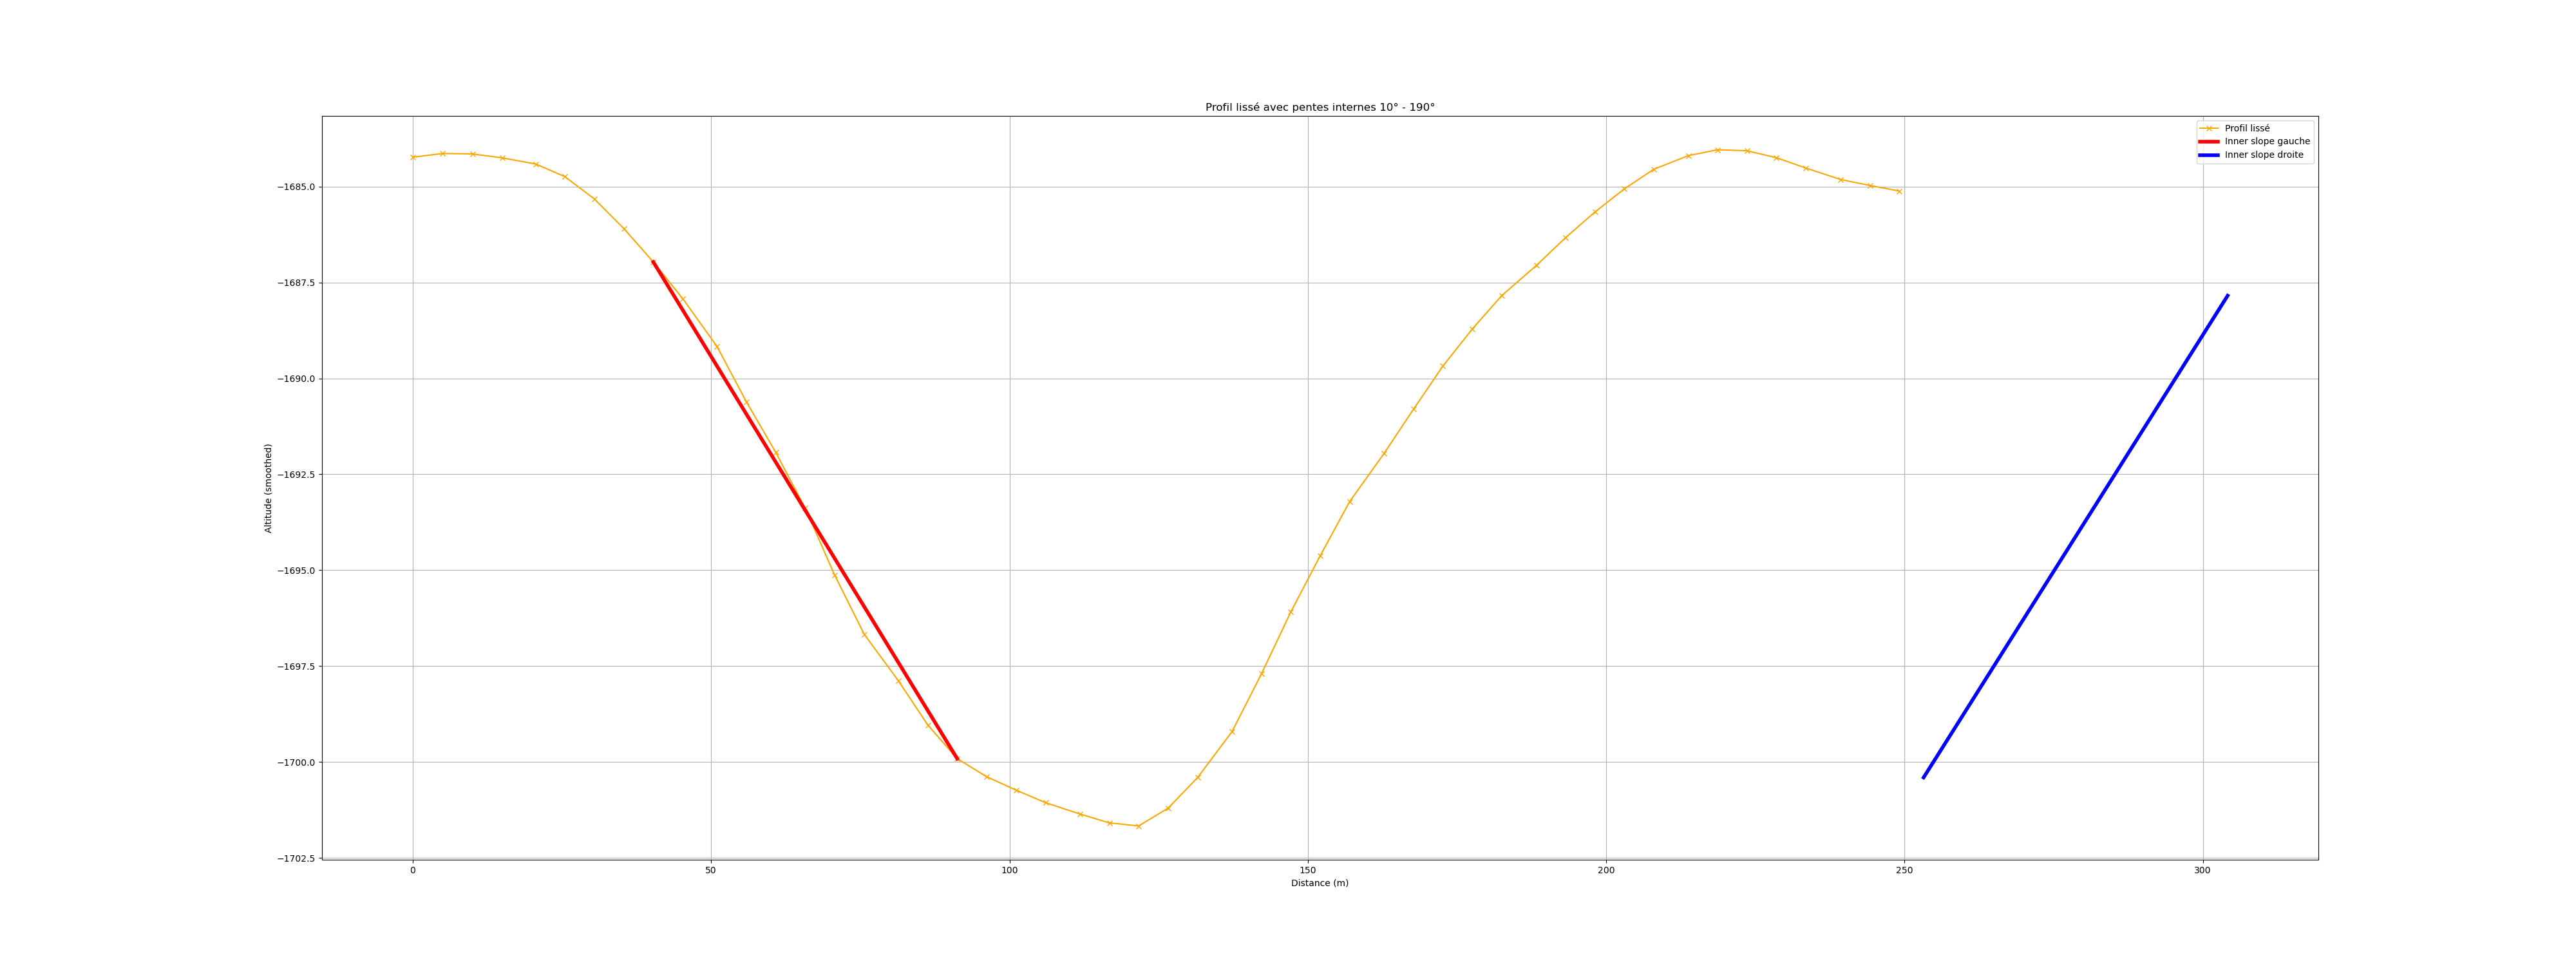 Profil lissé avec pentes internes 10° - 190°
Profil lissé
Inner slope gauche
Inner slope droite
−1685.0
−1687.5
−1690.0
−1692.5
−1695.0
−1697.5
−1700.0
−1702.5
Altitude (smoothed)
0 50 100 150 200 250 300
Distance (m)